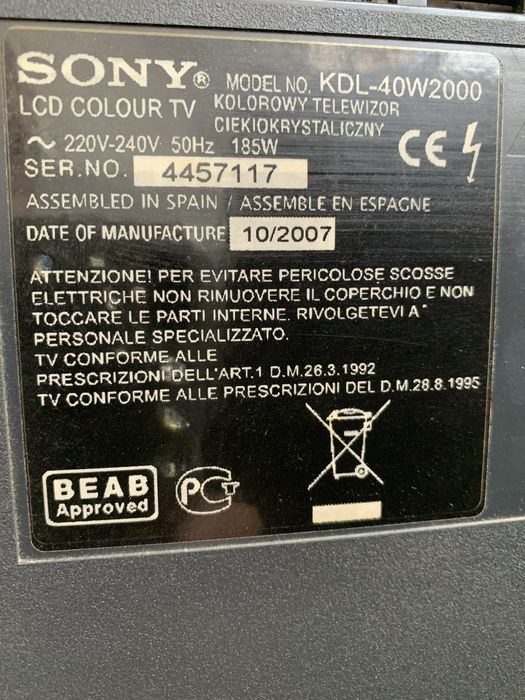 SONY® MODEL NO. KDL-40W2000
LCD COLOUR TV KOLOROWY TELEWIZOR
CIEKIOKRYSTALICZNY
~ 220V-240V 50Hz 185W
CE
SER.NO. 4457117
ASSEMBLED IN SPAIN / ASSEMBLE EN ESPAGNE
DATE OF MANUFACTURE 10/2007
ATTENZIONE! PER EVITARE PERICOLOSE SCOSSE
ELETTRICHE NON RIMUOVERE IL COPERCHIO E NON
TOCCARE LE PARTI INTERNE. RIVOLGETEVI A
PERSONALE SPECIALIZZATO.
TV CONFORME ALLE
PRESCRIZIONI DELL'ART.1 D.M.26.3.1992
TV CONFORME ALLE PRESCRIZIONI DEL D.M.28.8.1995
BEAB
Approved
PCT